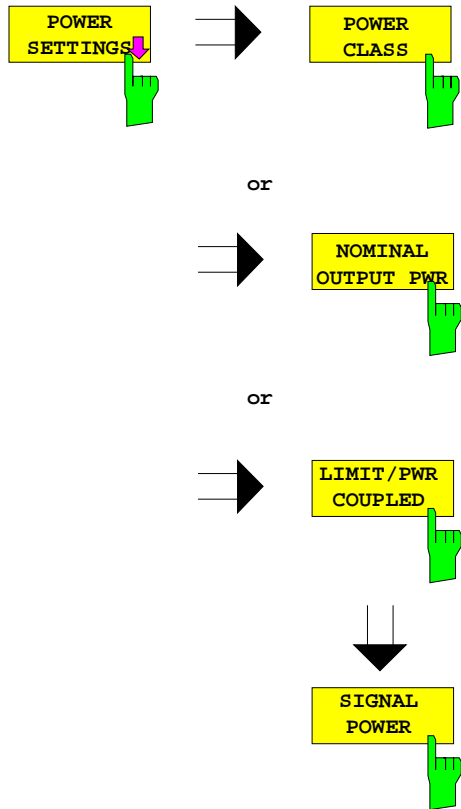 POWER
SETTINGS
POWER
CLASS
or
NOMINAL
OUTPUT PWR
or
LIMIT/PWR
COUPLED
SIGNAL
POWER